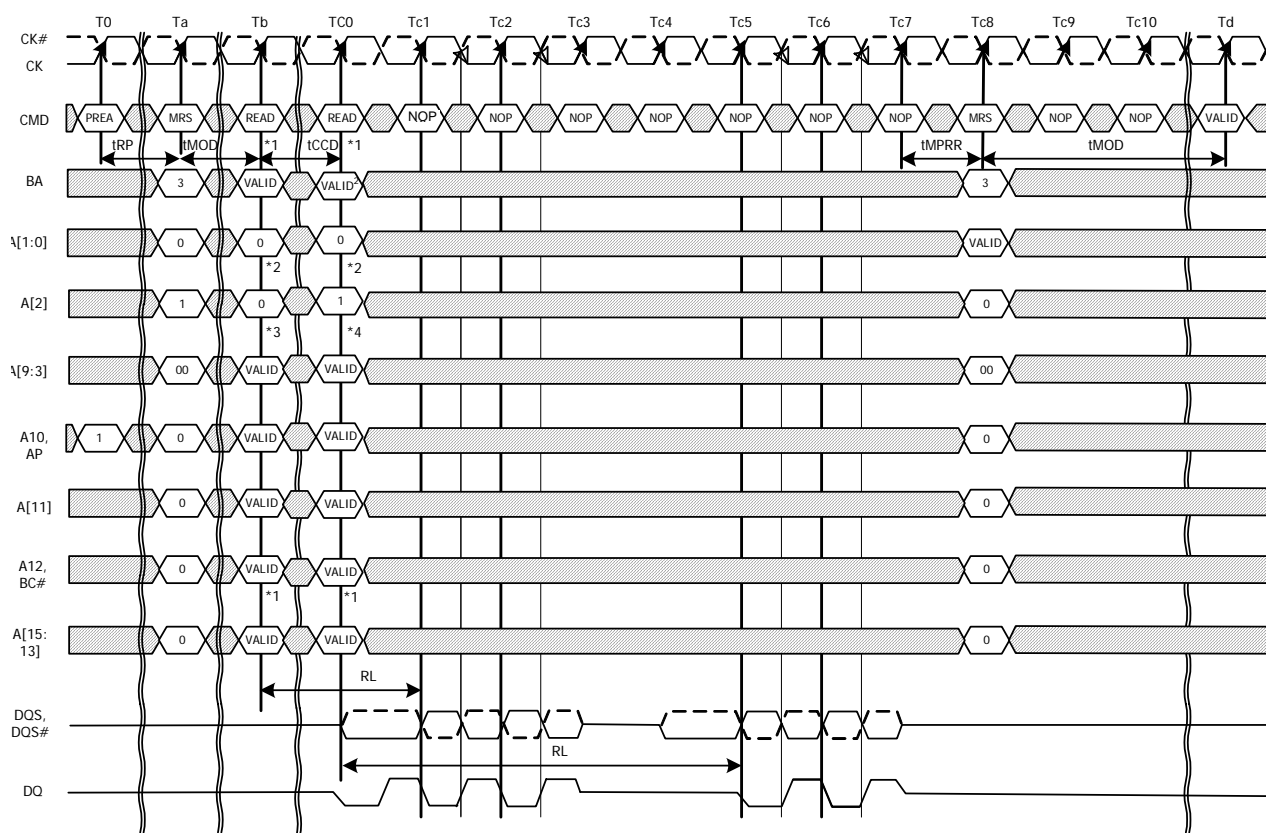 T0 Ta Tb TC0 Tc1 Tc2 Tc3 Tc4 Tc5 Tc6 Tc7 Tc8 Tc9 Tc10 Td
CK#
CK
CMD PREA MRS READ READ NOP NOP NOP NOP NOP NOP NOP MRS NOP NOP VALID
tRP tMOD *1 tCCD *1 tMPRR tMOD
BA 3 VALID VALID2 3
A[1:0] 0 0 0 VALID
*2 *2
A[2] 1 0 1 0
*3 *4
A[9:3] 00 VALID VALID 00
A10,
AP 1 0 VALID VALID 0
A[11] 0 VALID VALID 0
A12,
BC# 0 VALID VALID 0
*1 *1
A[15:
13] 0 VALID VALID 0
RL
DQS,
DQS#
RL
DQ